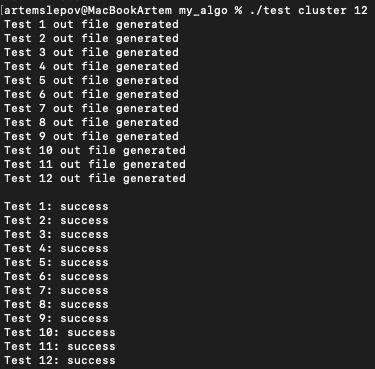 [artemslepov@MacBookArtem my_algo % ./test cluster 12
Test 1 out file generated
Test 2 out file generated
Test 3 out file generated
Test 4 out file generated
Test 5 out file generated
Test 6 out file generated
Test 7 out file generated
Test 8 out file generated
Test 9 out file generated
Test 10 out file generated
Test 11 out file generated
Test 12 out file generated
Test 1: success
Test 2: success
Test 3: success
Test 4: success
Test 5: success
Test 6: success
Test 7: success
Test 8: success
Test 9: success
Test 10: success
Test 11: success
Test 12: success